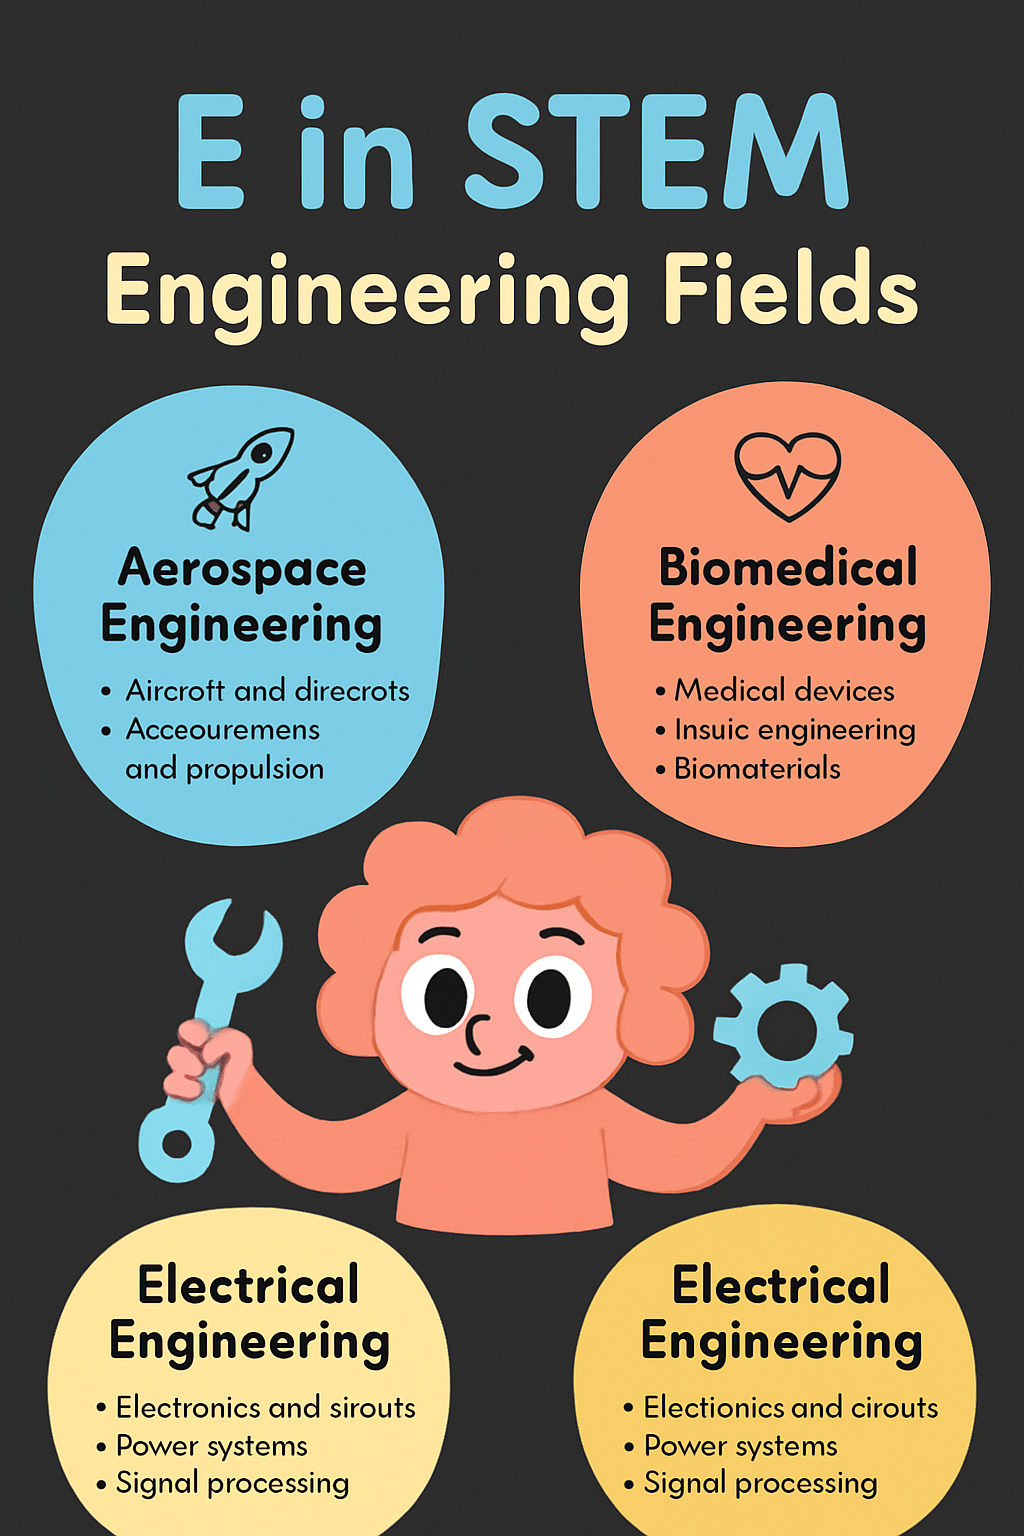 E in STEM
Engineering Fields
Aerospace
Engineering
• Aircroft and direcrots
• Acceouremens
and propulsion
Biomedical
Engineering
• Medical devices
• Insuic engineering
• Biomaterials
Electrical
Engineering
• Electronics and sirouts
• Power systems
• Signal processing
Electrical
Engineering
• Electionics and cirouts
• Power systems
• Signal processing